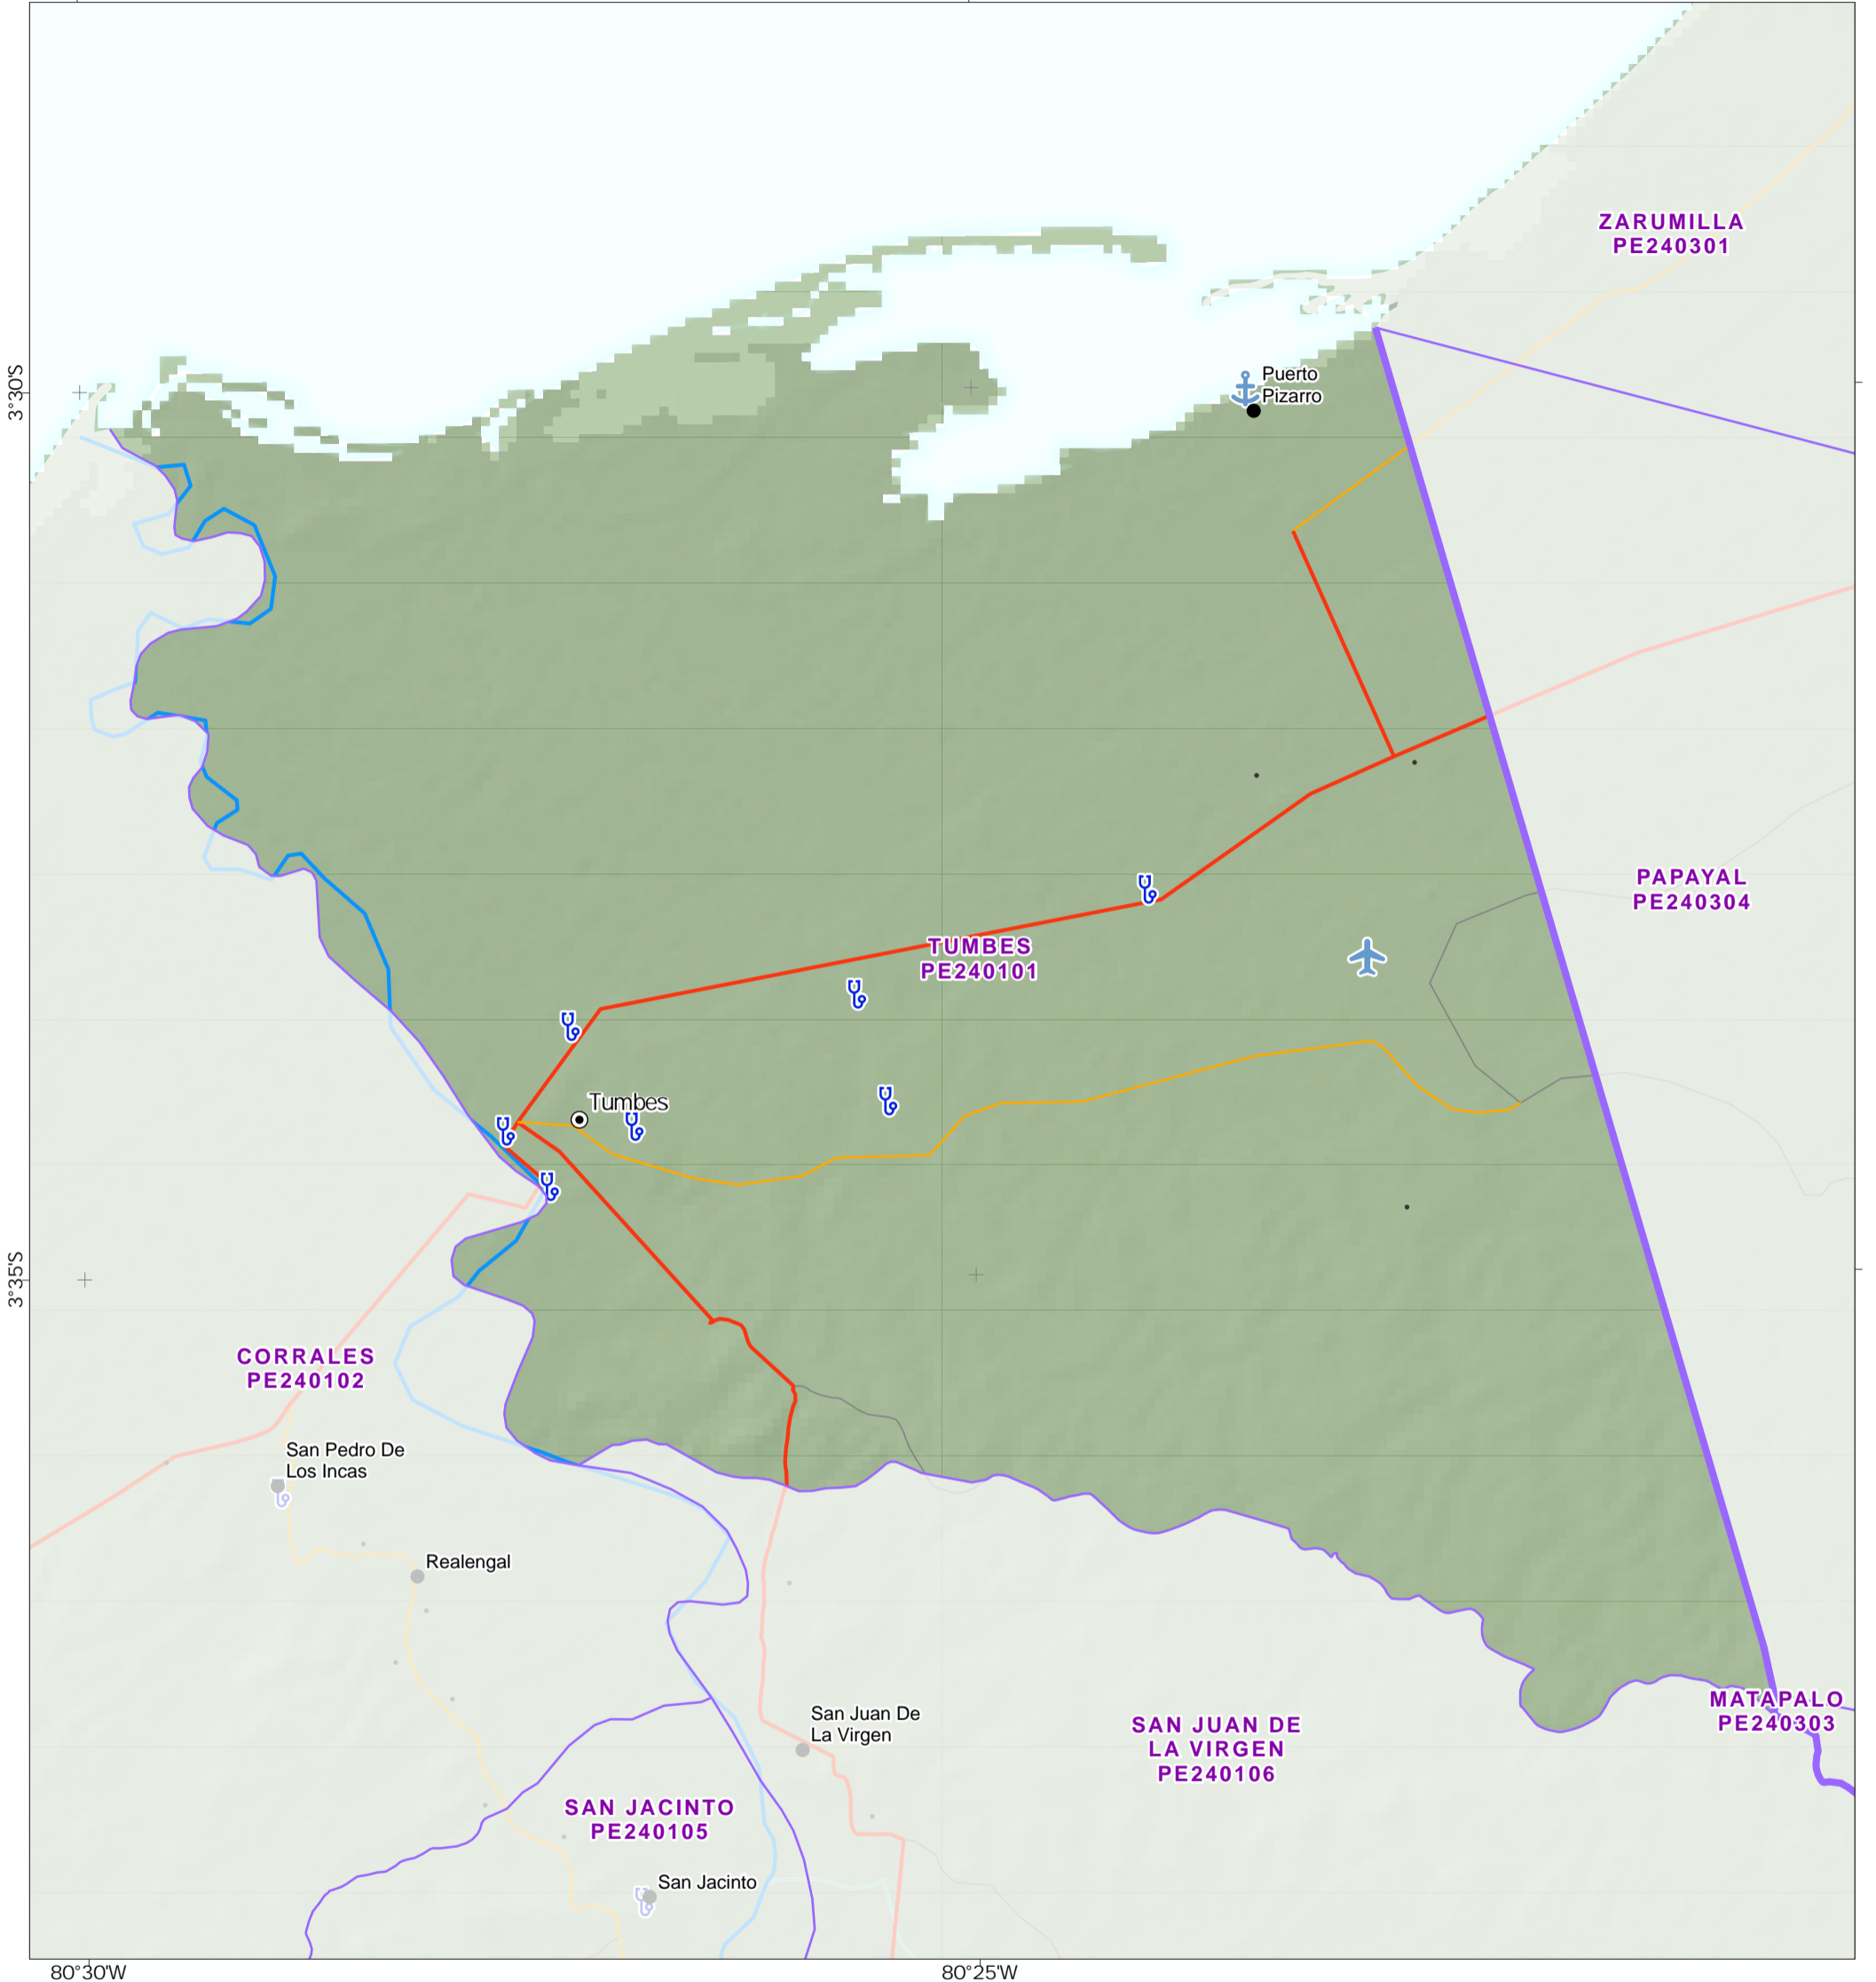 ZARUMILLA
PE240301
Puerto
Pizarro
3°30'S
PAPAYAL
PE240304
TUMBES
PE240101
Tumbes
3°35'S
CORRALES
PE240102
San Pedro De
Los Incas
Realengal
San Juan De
La Virgen
MATAPALO
PE240303
SAN JUAN DE
LA VIRGEN
PE240106
SAN JACINTO
PE240105
San Jacinto
80°30'W
80°25'W